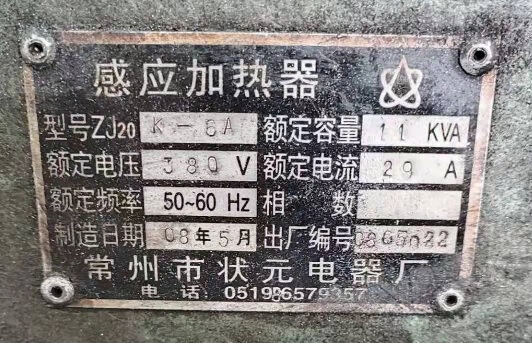 感应加热器
型号ZJ20 K-6A 额定容量 11 KVA
额定电压 380 V 额定电流 29 A
额定频率 50~60 Hz 相 数
制造日期 08年5月 出厂编号
常州市状元电器厂
电 话: